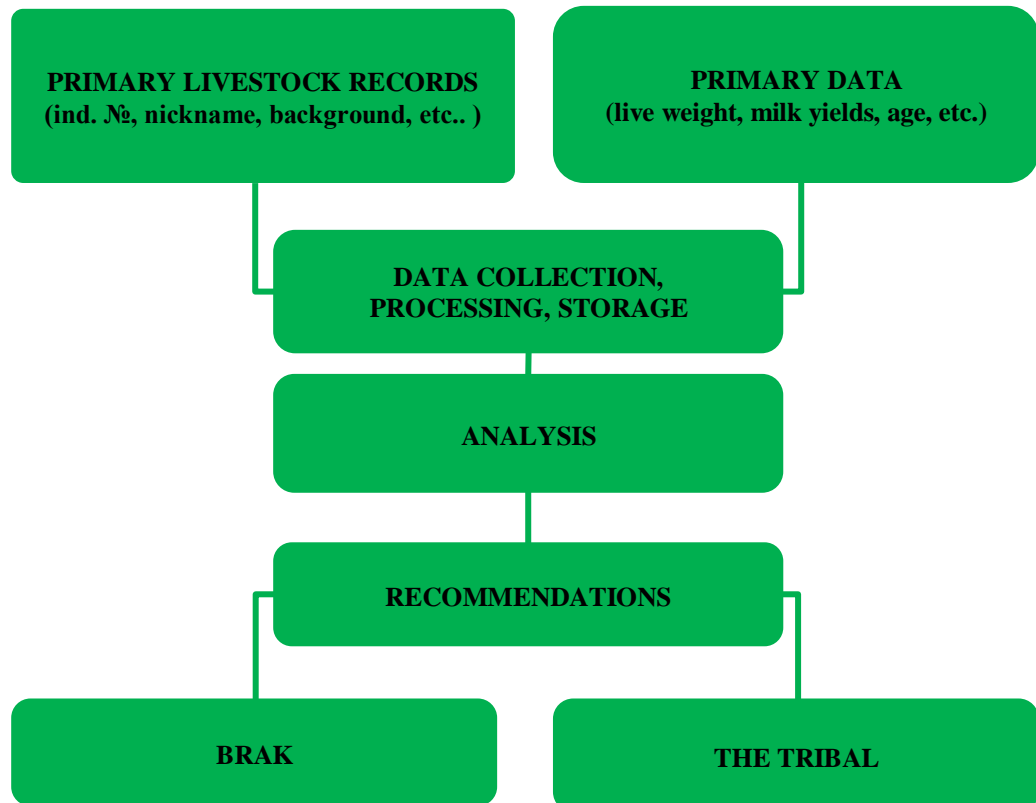 PRIMARY LIVESTOCK RECORDS
(ind. №, nickname, background, etc.. )
PRIMARY DATA
(live weight, milk yields, age, etc.)
DATA COLLECTION,
PROCESSING, STORAGE
ANALYSIS
RECOMMENDATIONS
BRAK
THE TRIBAL